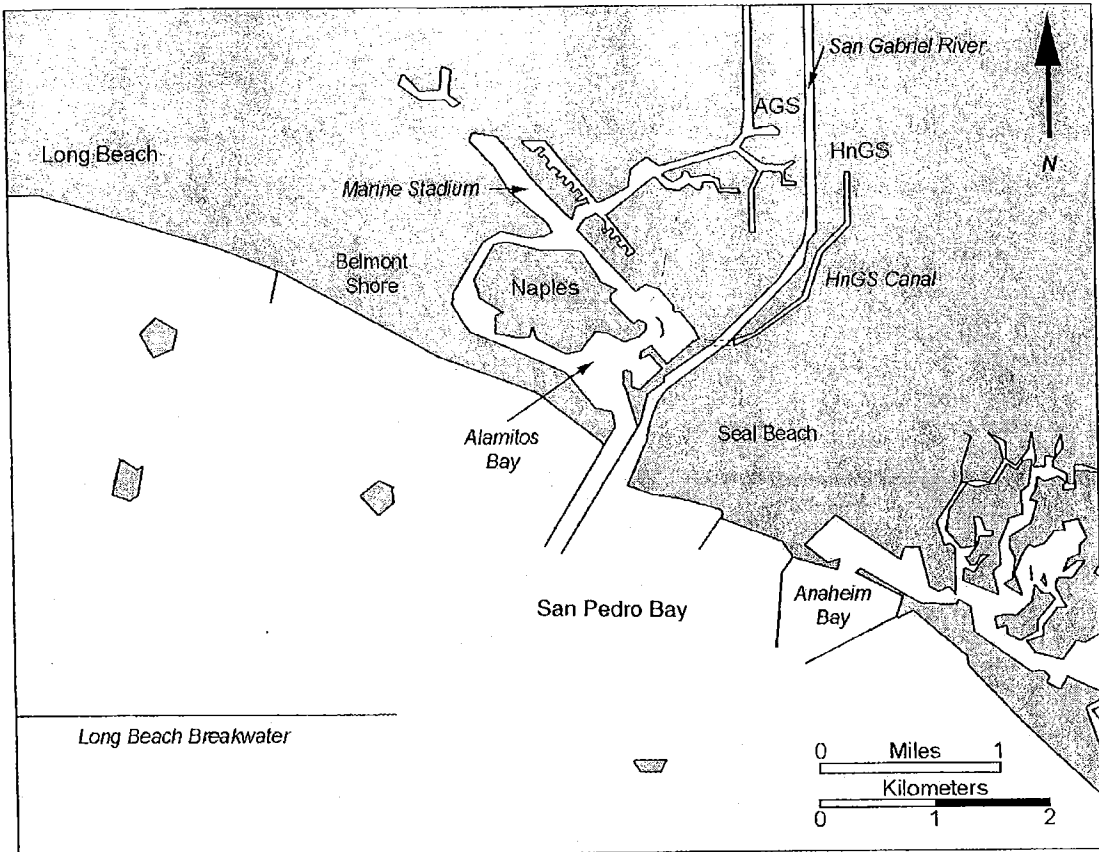 San Gabriel River
AGS
HnGS
N
Long Beach
Marine Stadium
Belmont
Shore
Naples
HnGS Canal
Alamitos
Bay
Seal Beach
San Pedro Bay
Anaheim
Bay
Long Beach Breakwater
0 Miles 1
Kilometers
0 1 2